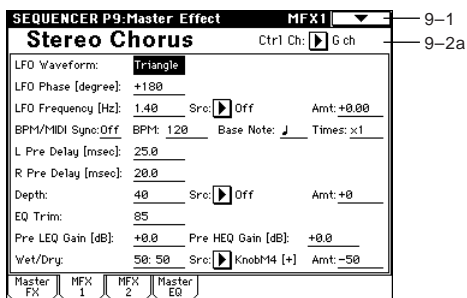 SEQUENCER P9:Master Effect MFX1 9–1
Stereo Chorus Ctrl Ch: G ch 9–2a
LFO Waveform: Triangle
LFO Phase [degree]: +180
LFO Frequency [Hz]: 1.40 Src: Off Amt: +0.00
BPM/MIDI Sync: Off BPM: 120 Base Note: ♩ Times: x1
L Pre Delay [msec]: 25.0
R Pre Delay [msec]: 20.0
Depth: 40 Src: Off Amt: +0
EQ Trim: 85
Pre LEQ Gain [dB]: +0.0 Pre HEQ Gain [dB]: +0.0
Wet/Dry: 50: 50 Src: KnobM4 [+] Amt: -50
Master FX MFX 1 MFX 2 Master EQ